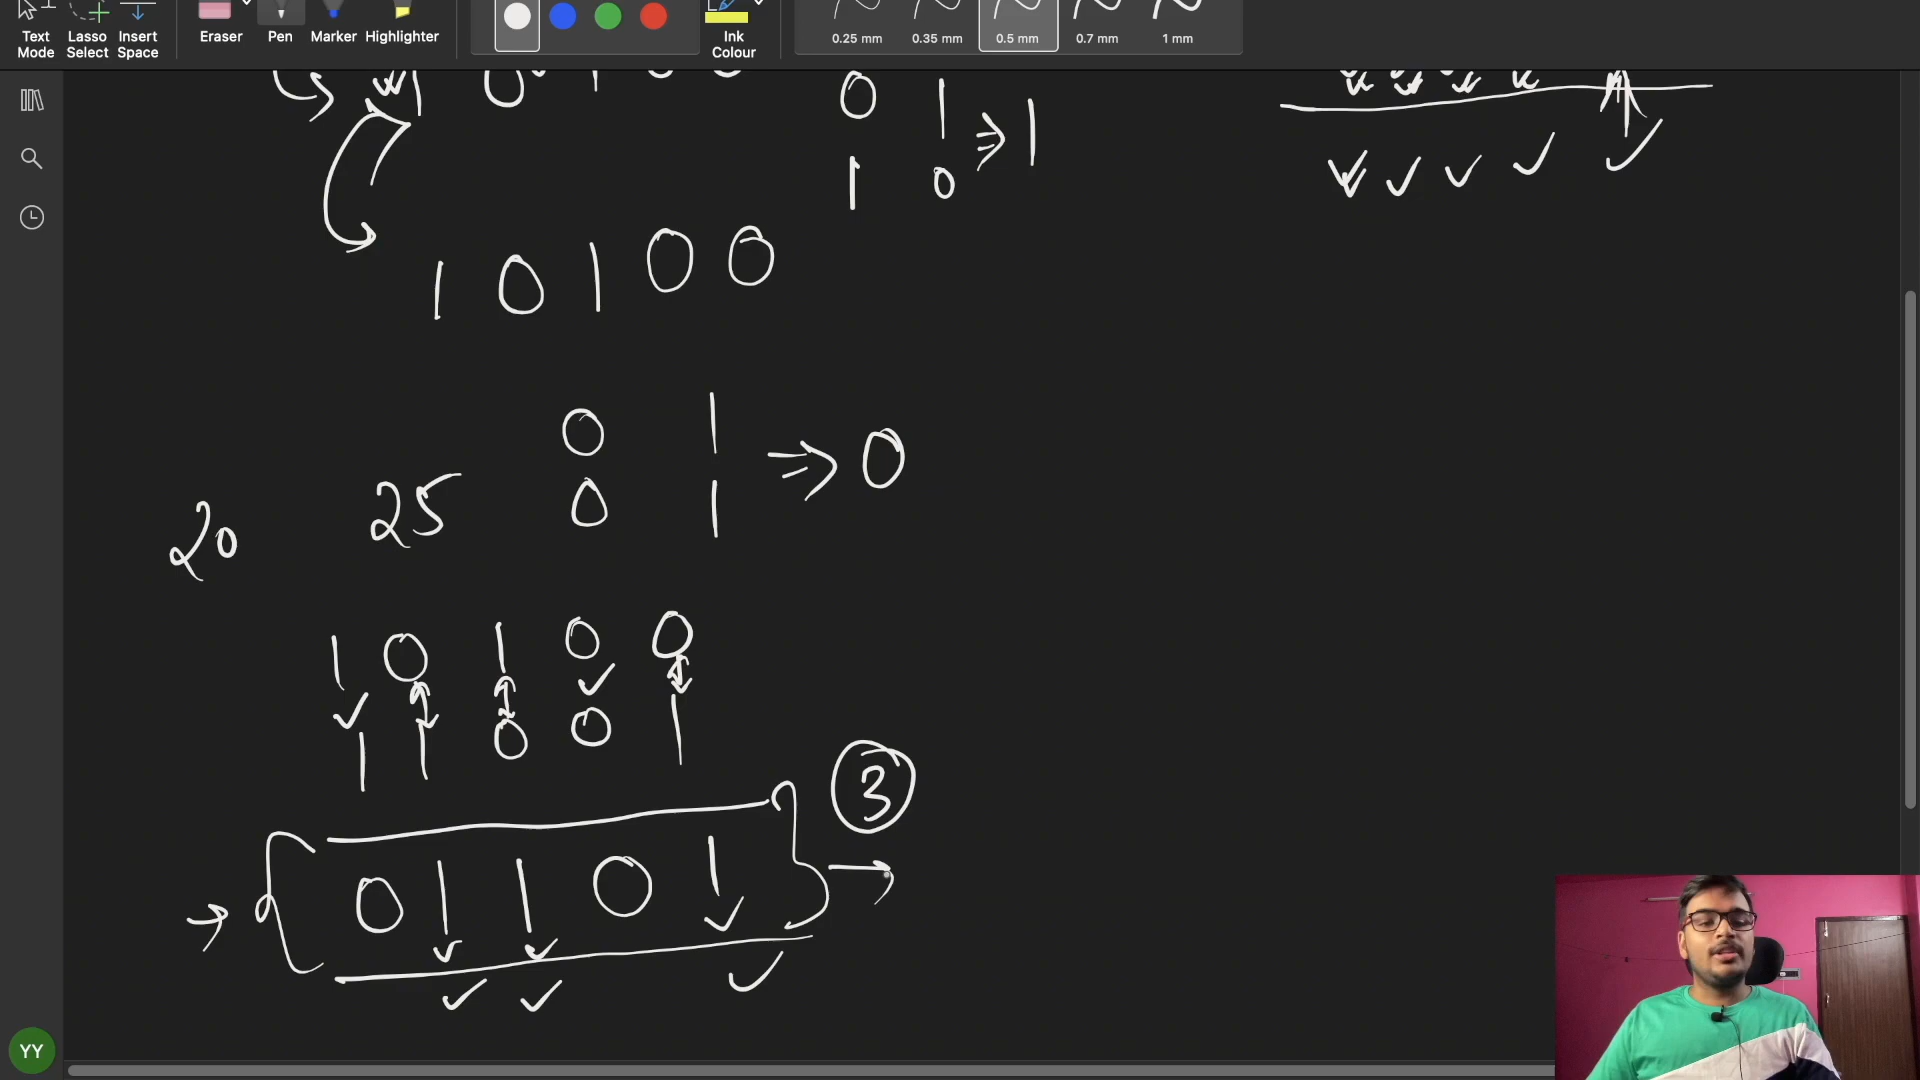 Text Mode
Lasso Select
Insert Space
Eraser
Pen
Marker
Highlighter
Ink Colour
0.25 mm
0.35 mm
0.5 mm
0.7 mm
1 mm
0 1
1 0 ⇒ 1
1 0 1 0 0
0 1
0 1 ⇒ 0
20 25
1 0 1 0 0
1 1 0 0 1
3
→ { 0 1 1 0 1 } →
YY